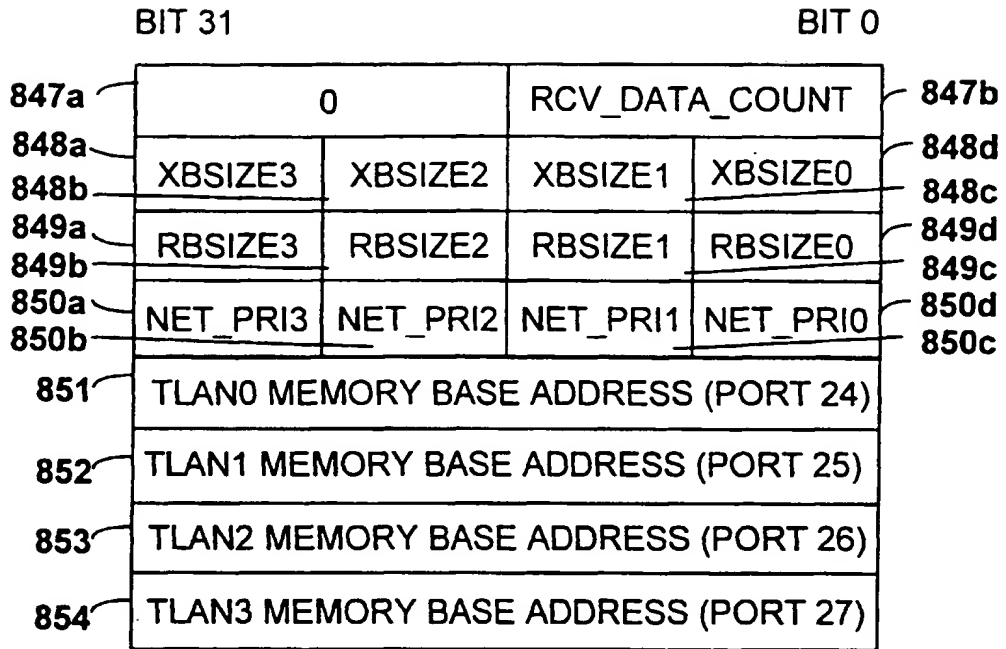 BIT 31 BIT 0
847a 0 RCV_DATA_COUNT 847b
848a XBSIZE3 XBSIZE2 XBSIZE1 XBSIZE0 848d
848b 848c
849a RBSIZE3 RBSIZE2 RBSIZE1 RBSIZE0 849d
849b 849c
850a NET_PRI3 NET_PRI2 NET_PRI1 NET_PRI0 850d
850b 850c
851 TLAN0 MEMORY BASE ADDRESS (PORT 24)
852 TLAN1 MEMORY BASE ADDRESS (PORT 25)
853 TLAN2 MEMORY BASE ADDRESS (PORT 26)
854 TLAN3 MEMORY BASE ADDRESS (PORT 27)